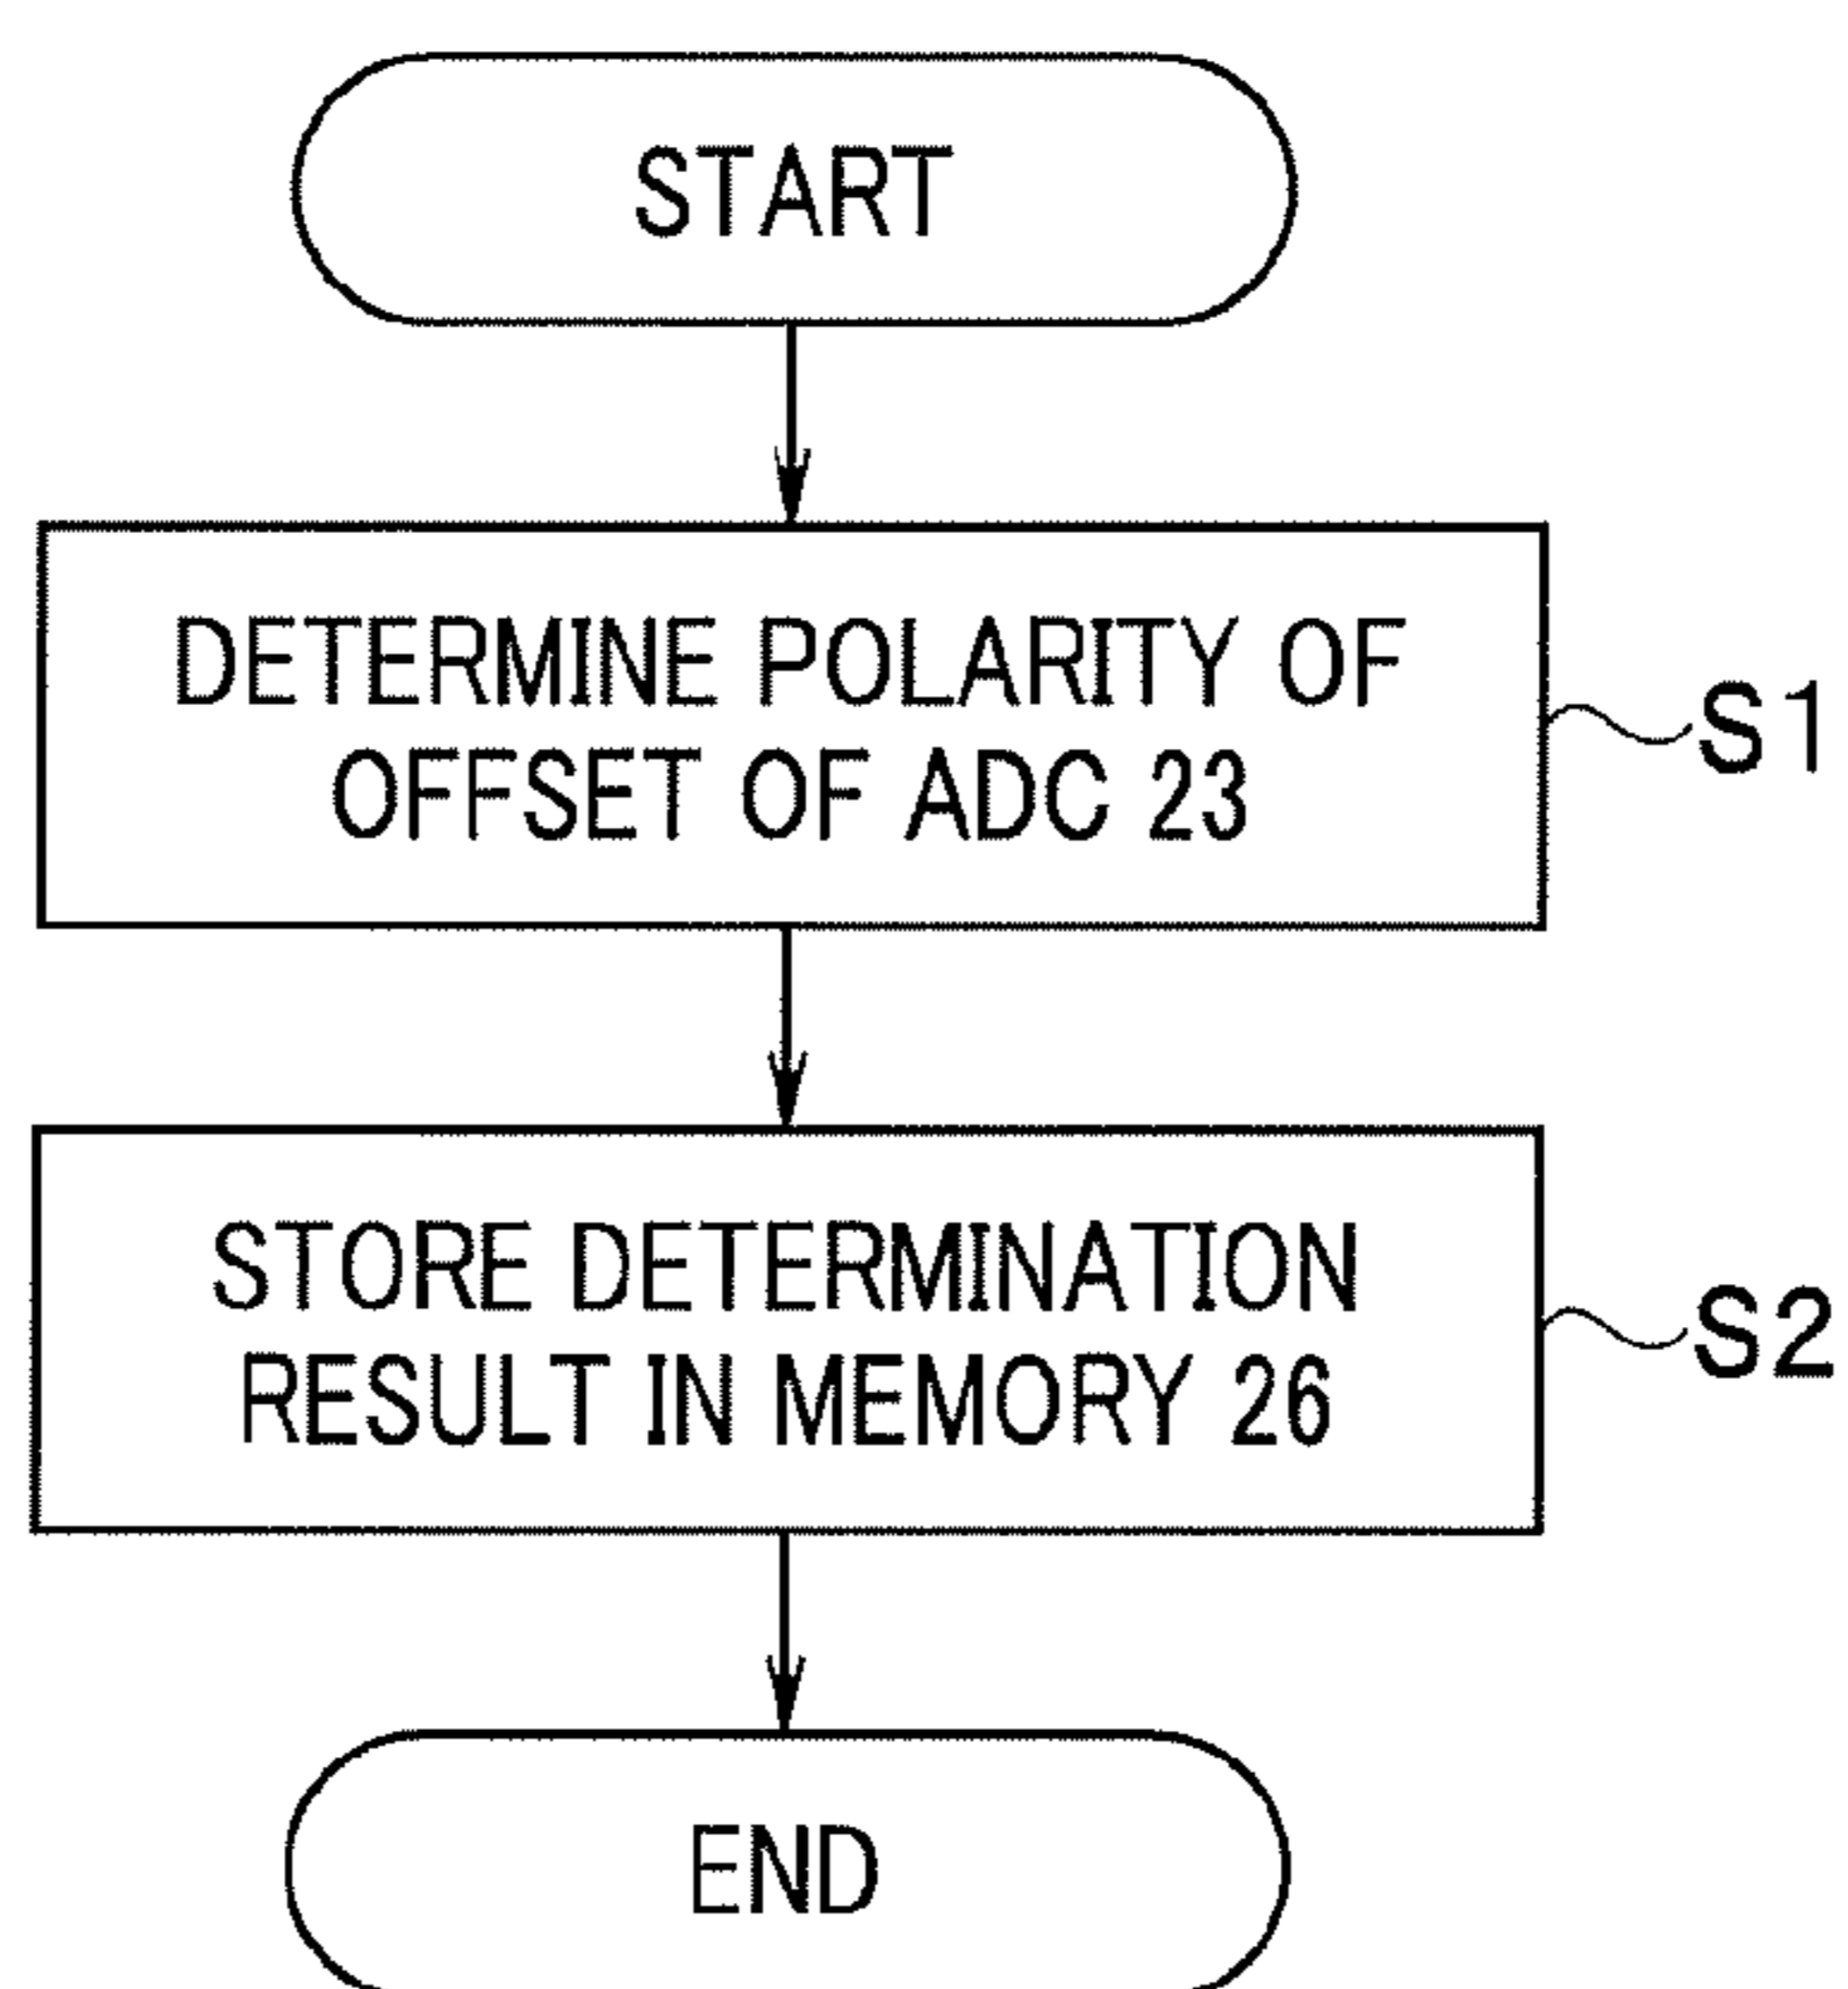 START
DETERMINE POLARITY OF
OFFSET OF ADC 23
S1
STORE DETERMINATION
RESULT IN MEMORY 26
S2
END